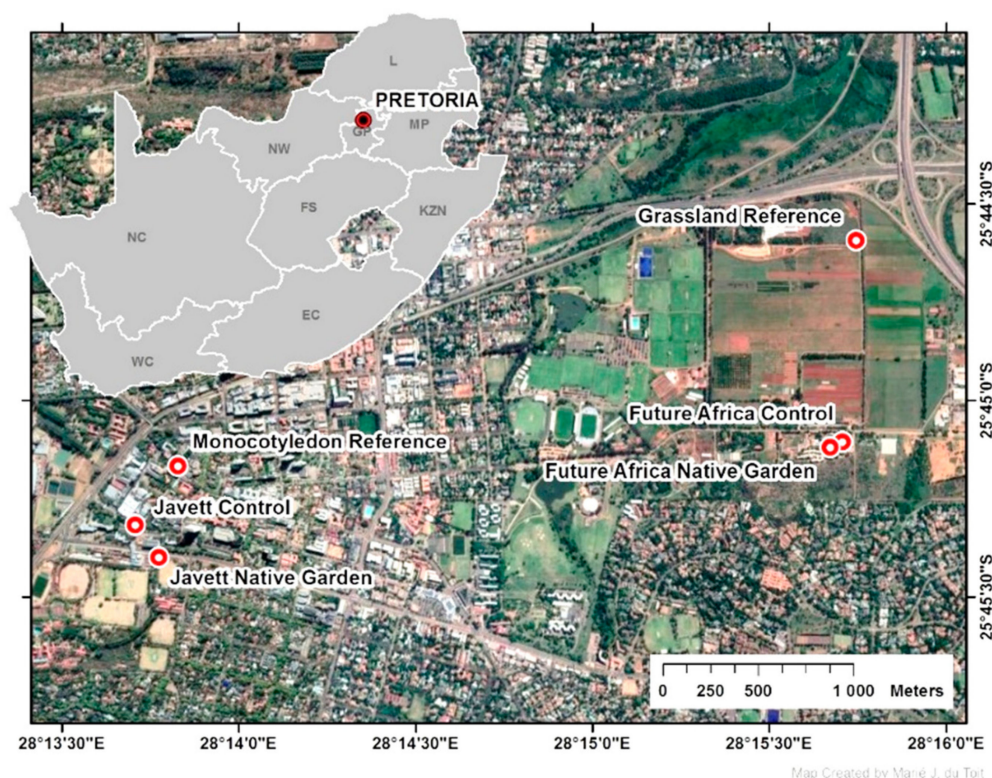 L
PRETORIA
GP
MP
NW
FS
KZN
NC
EC
WC
Grassland Reference
Future Africa Control
Future Africa Native Garden
Monocotyledon Reference
Javett Control
Javett Native Garden
25°44'30"S
25°45'0"S
25°45'30"S
0 250 500 1 000 Meters
28°13'30"E 28°14'0"E 28°14'30"E 28°15'0"E 28°15'30"E 28°16'0"E
Map Created by Marié J. du Toit